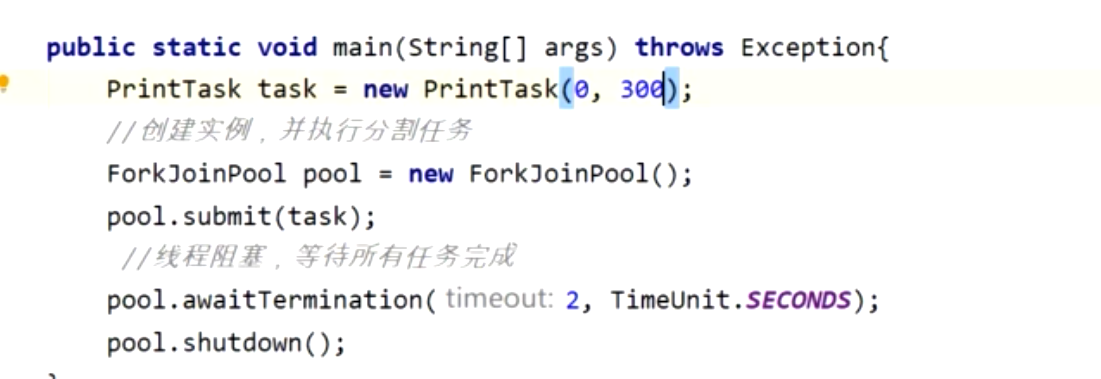 public static void main(String[] args) throws Exception{
PrintTask task = new PrintTask(0, 300);
//创建实例，并执行分割任务
ForkJoinPool pool = new ForkJoinPool();
pool.submit(task);
//线程阻塞，等待所有任务完成
pool.awaitTermination( timeout: 2, TimeUnit.SECONDS);
pool.shutdown();